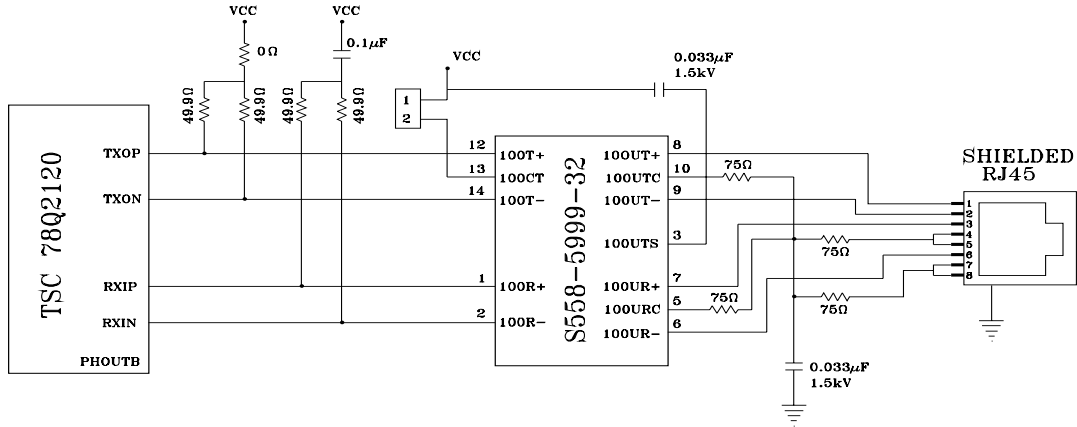 VCC
VCC
0Ω
0.1μF
49.9Ω
49.9Ω
49.9Ω
49.9Ω
VCC
0.033μF
1.5kV
1
2
TSC 78Q2120
TXOP
TXON
RXIP
RXIN
PHOUTB
12
13
14
1
2
S558-5999-32
100T+
100CT
100T-
100R+
100R-
100UT+
100UTC
100UT-
100UTS
100UR+
100URC
100UR-
8
10
9
3
7
5
6
75Ω
75Ω
75Ω
75Ω
0.033μF
1.5kV
SHIELDED
RJ45
1
2
3
4
5
6
7
8